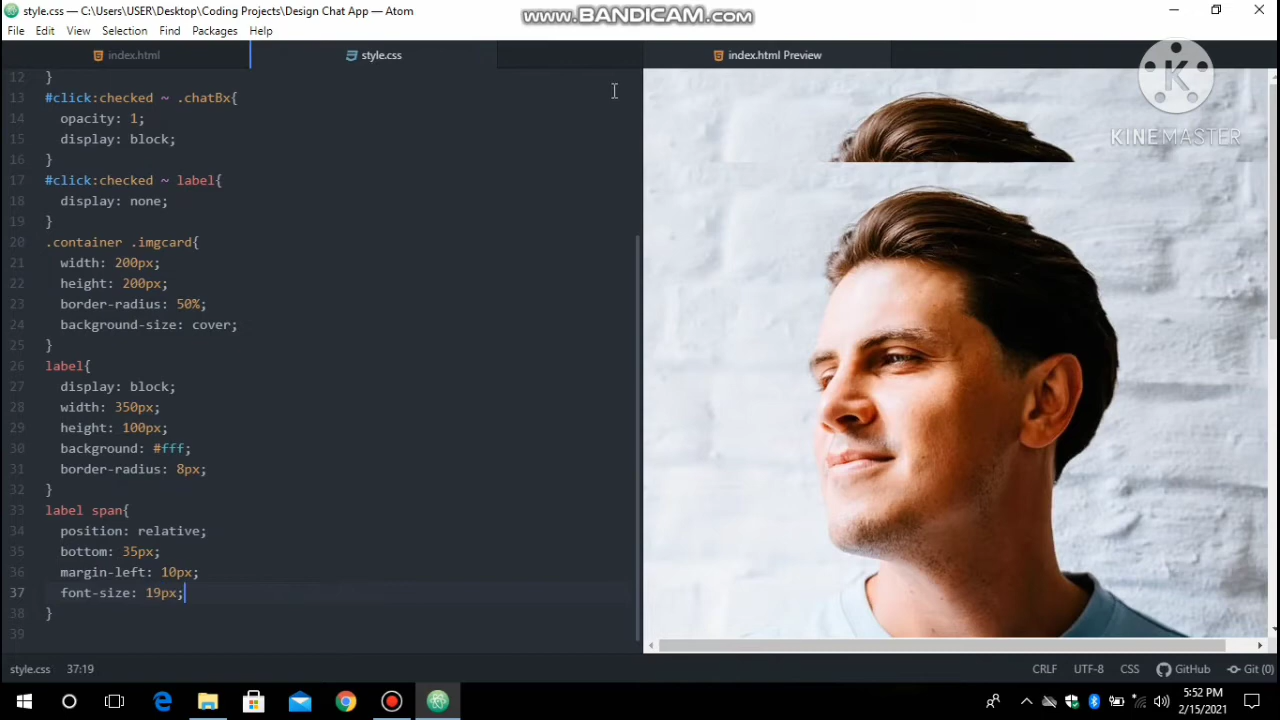 style.css — C:\Users\USER\Desktop\Coding Projects\Design Chat App — Atom
www.BANDICAM.com
File Edit View Selection Find Packages Help
index.html
style.css
index.html Preview
K
KINEMASTER
12 }
13 #click:checked ~ .chatBx{
14 opacity: 1;
15 display: block;
16 }
17 #click:checked ~ label{
18 display: none;
19 }
20 .container .imgcard{
21 width: 200px;
22 height: 200px;
23 border-radius: 50%;
24 background-size: cover;
25 }
26 label{
27 display: block;
28 width: 350px;
29 height: 100px;
30 background: #fff;
31 border-radius: 8px;
32 }
33 label span{
34 position: relative;
35 bottom: 35px;
36 margin-left: 10px;
37 font-size: 19px;
38 }
39
style.css 37:19 CRLF UTF-8 CSS GitHub Git (0)
5:52 PM
2/15/2021